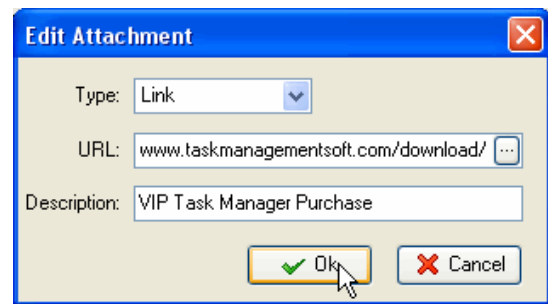 Edit Attachment
Type: Link
URL: www.taskmanagementsoft.com/download/ ...
Description: VIP Task Manager Purchase
Ok Cancel